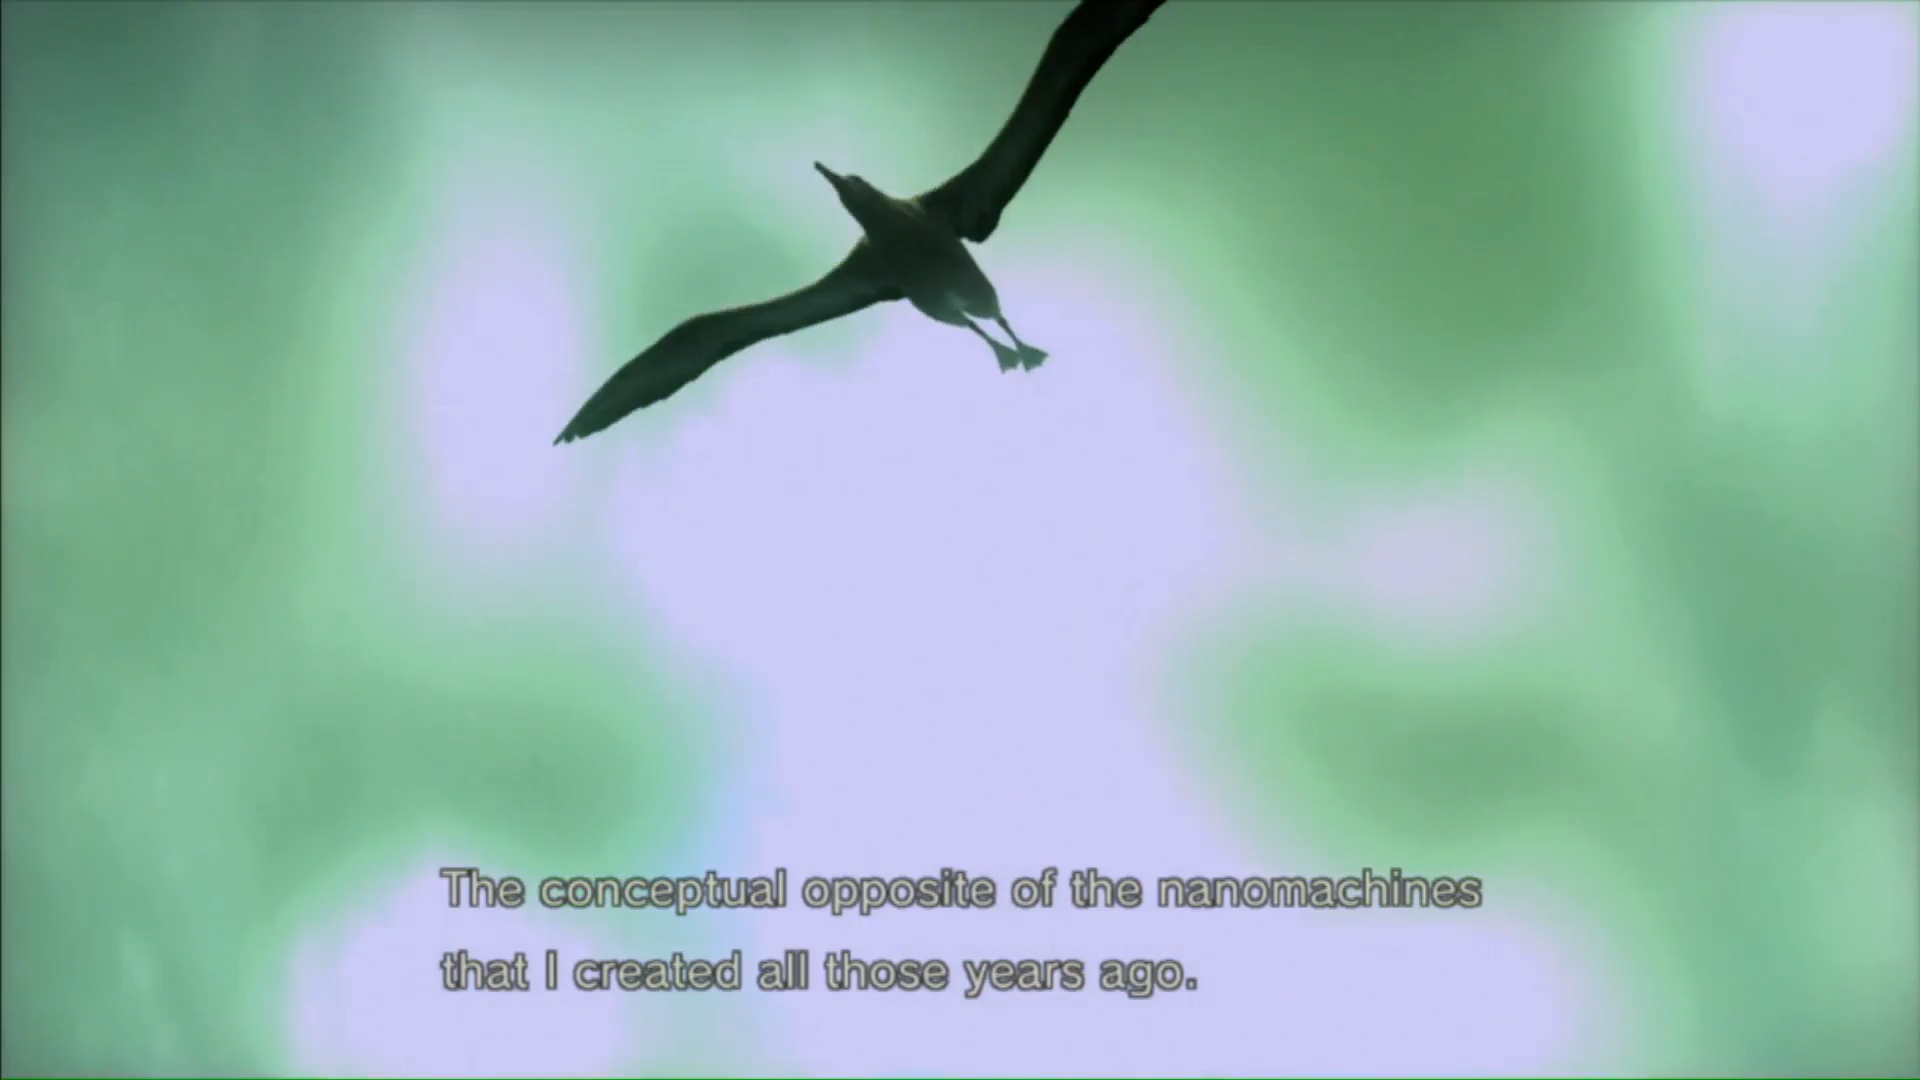 The conceptual opposite of the nanomachines
that I created all those years ago.